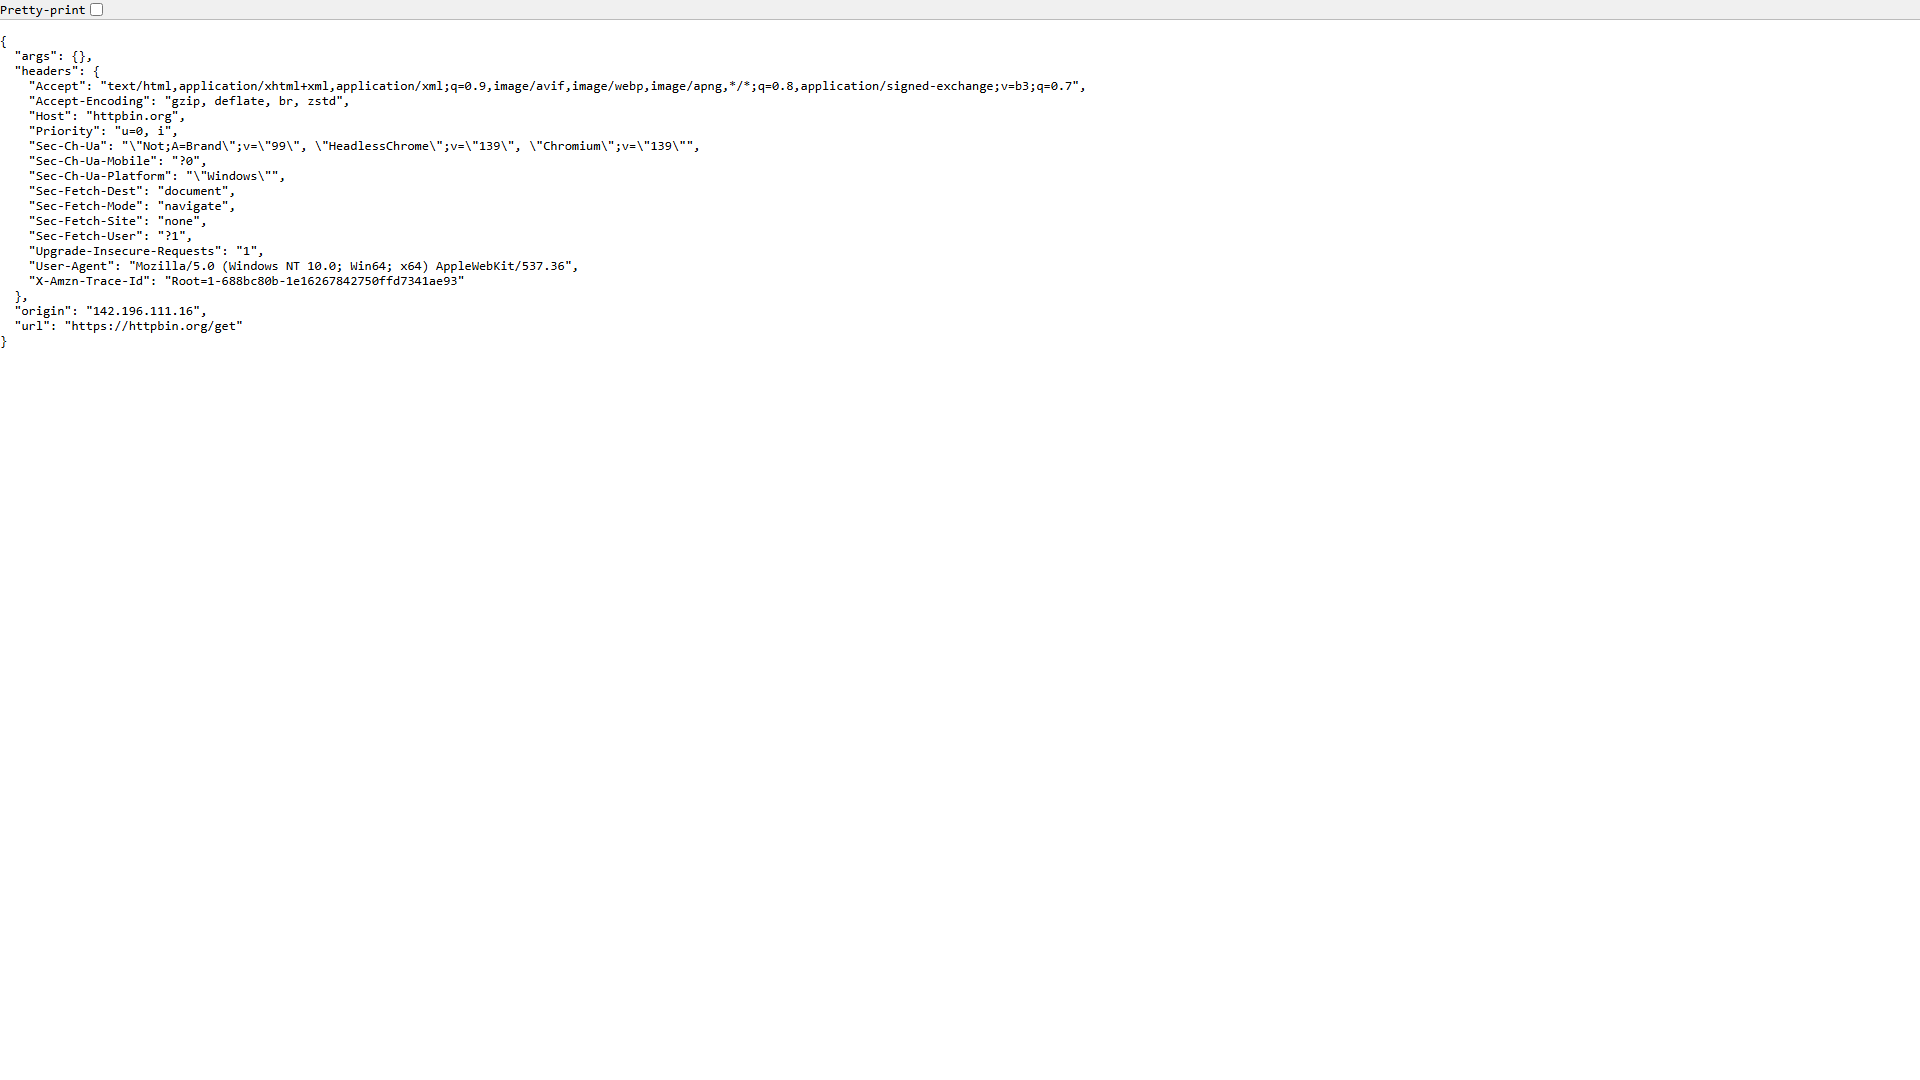 Pretty-print
{
  "args": {},
  "headers": {
    "Accept": "text/html,application/xhtml+xml,application/xml;q=0.9,image/avif,image/webp,image/apng,*/*;q=0.8,application/signed-exchange;v=b3;q=0.7",
    "Accept-Encoding": "gzip, deflate, br, zstd",
    "Host": "httpbin.org",
    "Priority": "u=0, i",
    "Sec-Ch-Ua": "\"Not;A=Brand\";v=\"99\", \"HeadlessChrome\";v=\"139\", \"Chromium\";v=\"139\"",
    "Sec-Ch-Ua-Mobile": "?0",
    "Sec-Ch-Ua-Platform": "\"Windows\"",
    "Sec-Fetch-Dest": "document",
    "Sec-Fetch-Mode": "navigate",
    "Sec-Fetch-Site": "none",
    "Sec-Fetch-User": "?1",
    "Upgrade-Insecure-Requests": "1",
    "User-Agent": "Mozilla/5.0 (Windows NT 10.0; Win64; x64) AppleWebKit/537.36",
    "X-Amzn-Trace-Id": "Root=1-688bc80b-1e16267842750ffd7341ae93"
  },
  "origin": "142.196.111.16",
  "url": "https://httpbin.org/get"
}